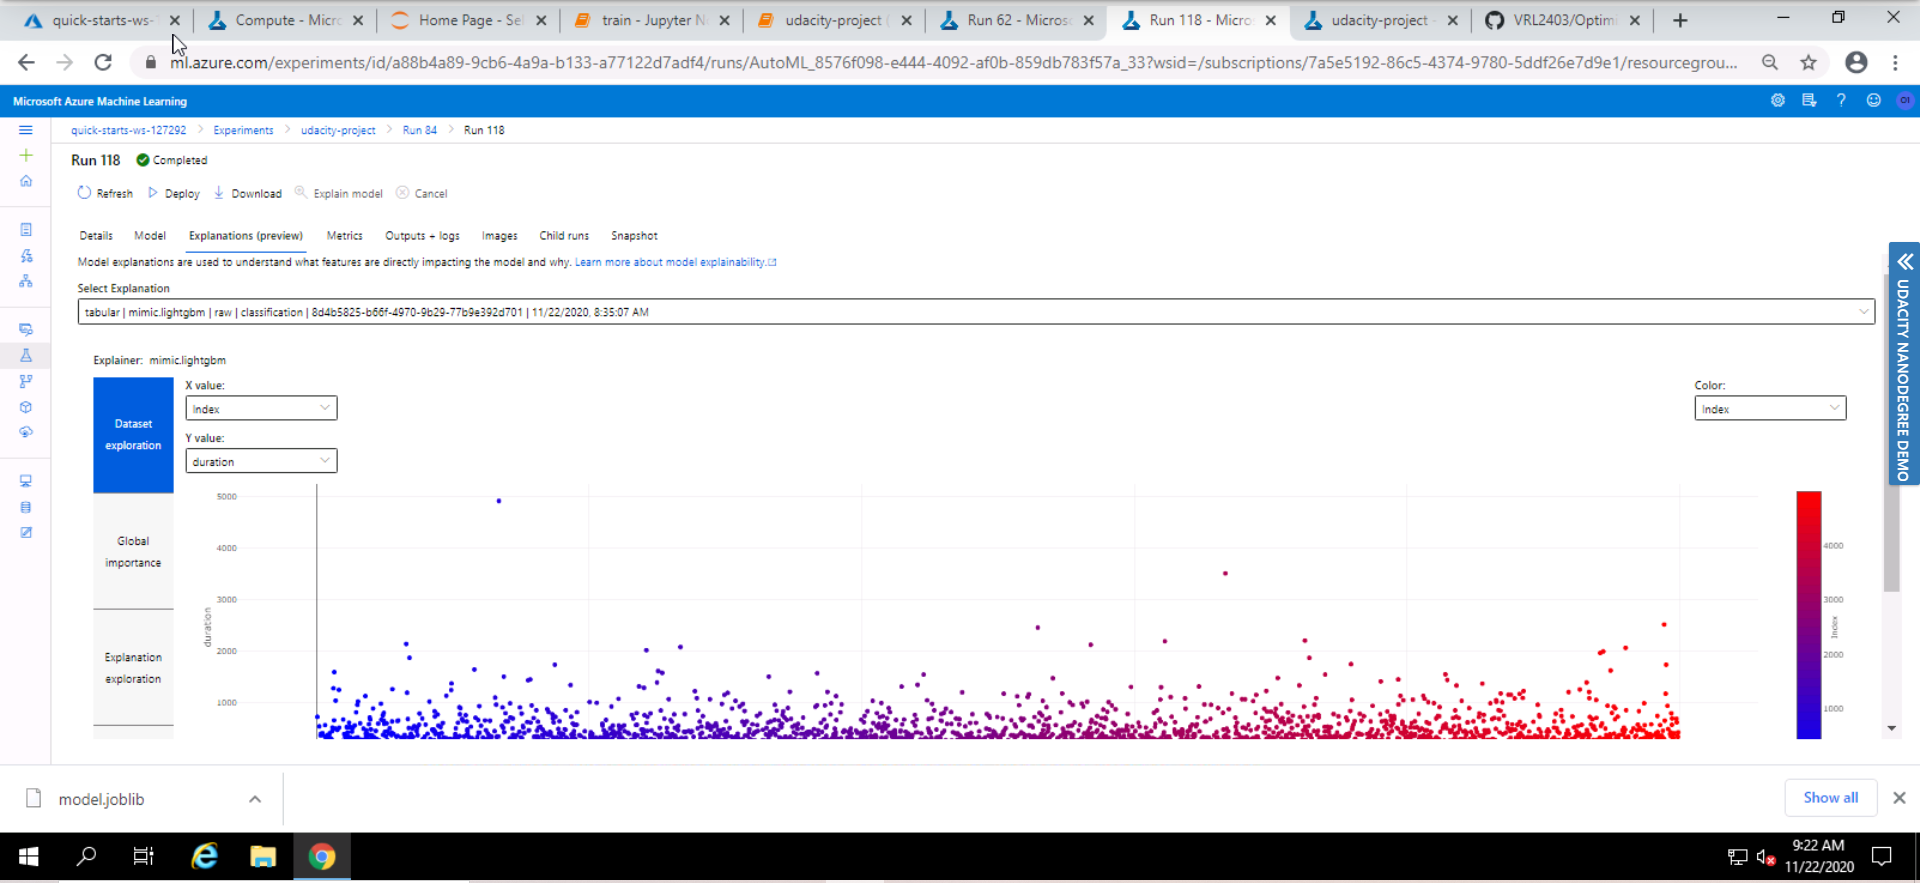 quick-starts-ws-1
Compute - Micro
Home Page - Sel
train - Jupyter N
udacity-project (
Run 62 - Microso
Run 118 - Micro
udacity-project -
VRL2403/Optim
ml.azure.com/experiments/id/a88b4a89-9cb6-4a9a-b133-a77122d7adf4/runs/AutoML_8576f098-e444-4092-af0b-859db783f57a_33?wsid=/subscriptions/7a5e5192-86c5-4374-9780-5ddf26e7d9e1/resourcegrou...
Microsoft Azure Machine Learning
OI
quick-starts-ws-127292 > Experiments > udacity-project > Run 84 > Run 118
Run 118 Completed
Refresh Deploy Download Explain model Cancel
Details Model Explanations (preview) Metrics Outputs + logs Images Child runs Snapshot
Model explanations are used to understand what features are directly impacting the model and why. Learn more about model explainability.
Select Explanation
tabular | mimic.lightgbm | raw | classification | 8d4b5825-b66f-4970-9b29-77b9e392d701 | 11/22/2020, 8:35:07 AM
Explainer: mimic.lightgbm
Dataset
exploration
Global
importance
Explanation
exploration
X value:
Index
Y value:
duration
Color:
Index
5000
4000
3000
2000
1000
duration
4000
3000
2000
1000
Index
UDACITY NANODEGREE DEMO
model.joblib
Show all
9:22 AM
11/22/2020